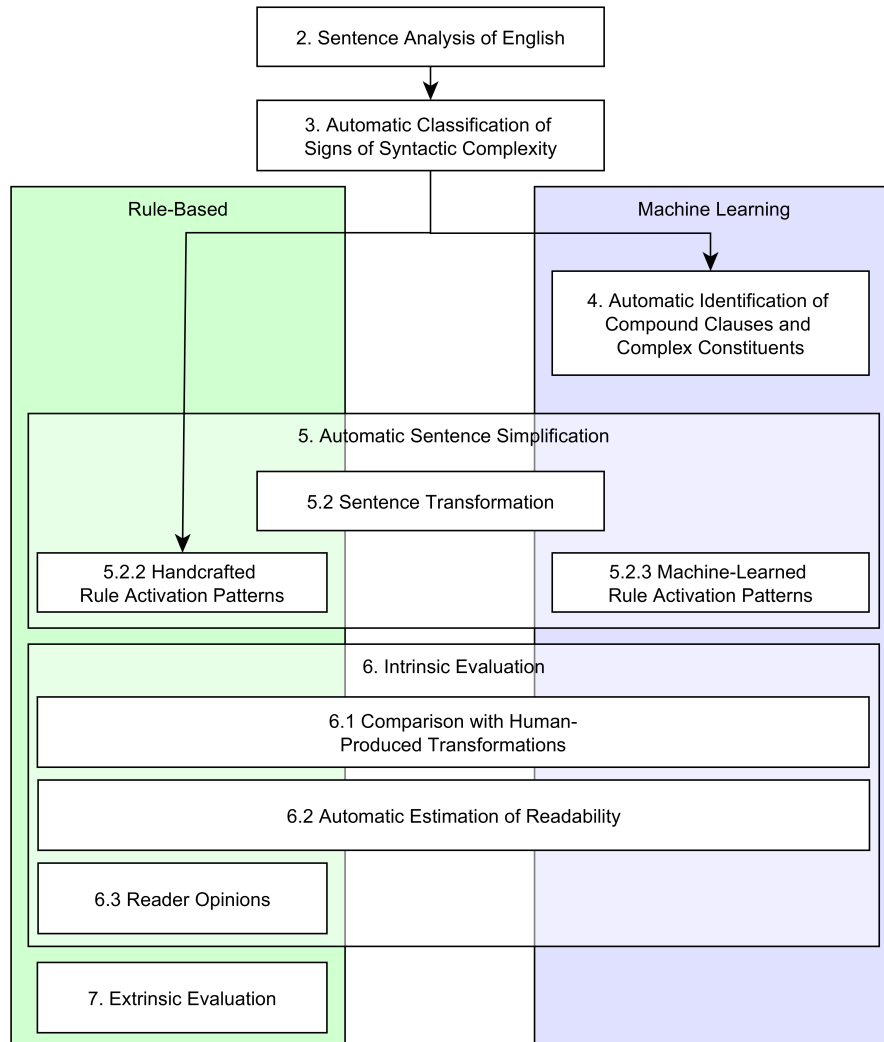 2. Sentence Analysis of English
3. Automatic Classification of
Signs of Syntactic Complexity
Rule-Based
Machine Learning
4. Automatic Identification of
Compound Clauses and
Complex Constituents
5. Automatic Sentence Simplification
5.2 Sentence Transformation
5.2.2 Handcrafted
Rule Activation Patterns
5.2.3 Machine-Learned
Rule Activation Patterns
6. Intrinsic Evaluation
6.1 Comparison with Human-
Produced Transformations
6.2 Automatic Estimation of Readability
6.3 Reader Opinions
7. Extrinsic Evaluation